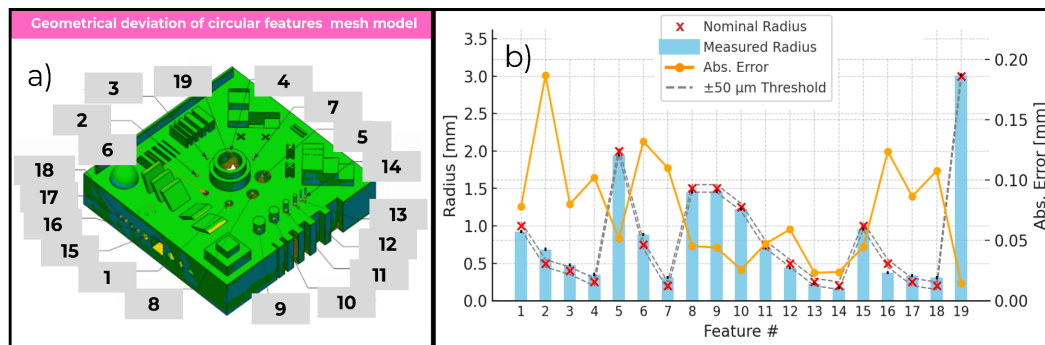 Geometrical deviation of circular features mesh model
a)
3
19
4
2
7
6
5
18
14
17
16
13
15
12
1
11
8
9
10
b)
Nominal Radius
Measured Radius
Abs. Error
±50 μm Threshold
Radius [mm]
3.5
3.0
2.5
2.0
1.5
1.0
0.5
0.0
0.20
0.15
0.10
0.05
0.00
Abs. Error [mm]
1 2 3 4 5 6 7 8 9 10 11 12 13 14 15 16 17 18 19
Feature #